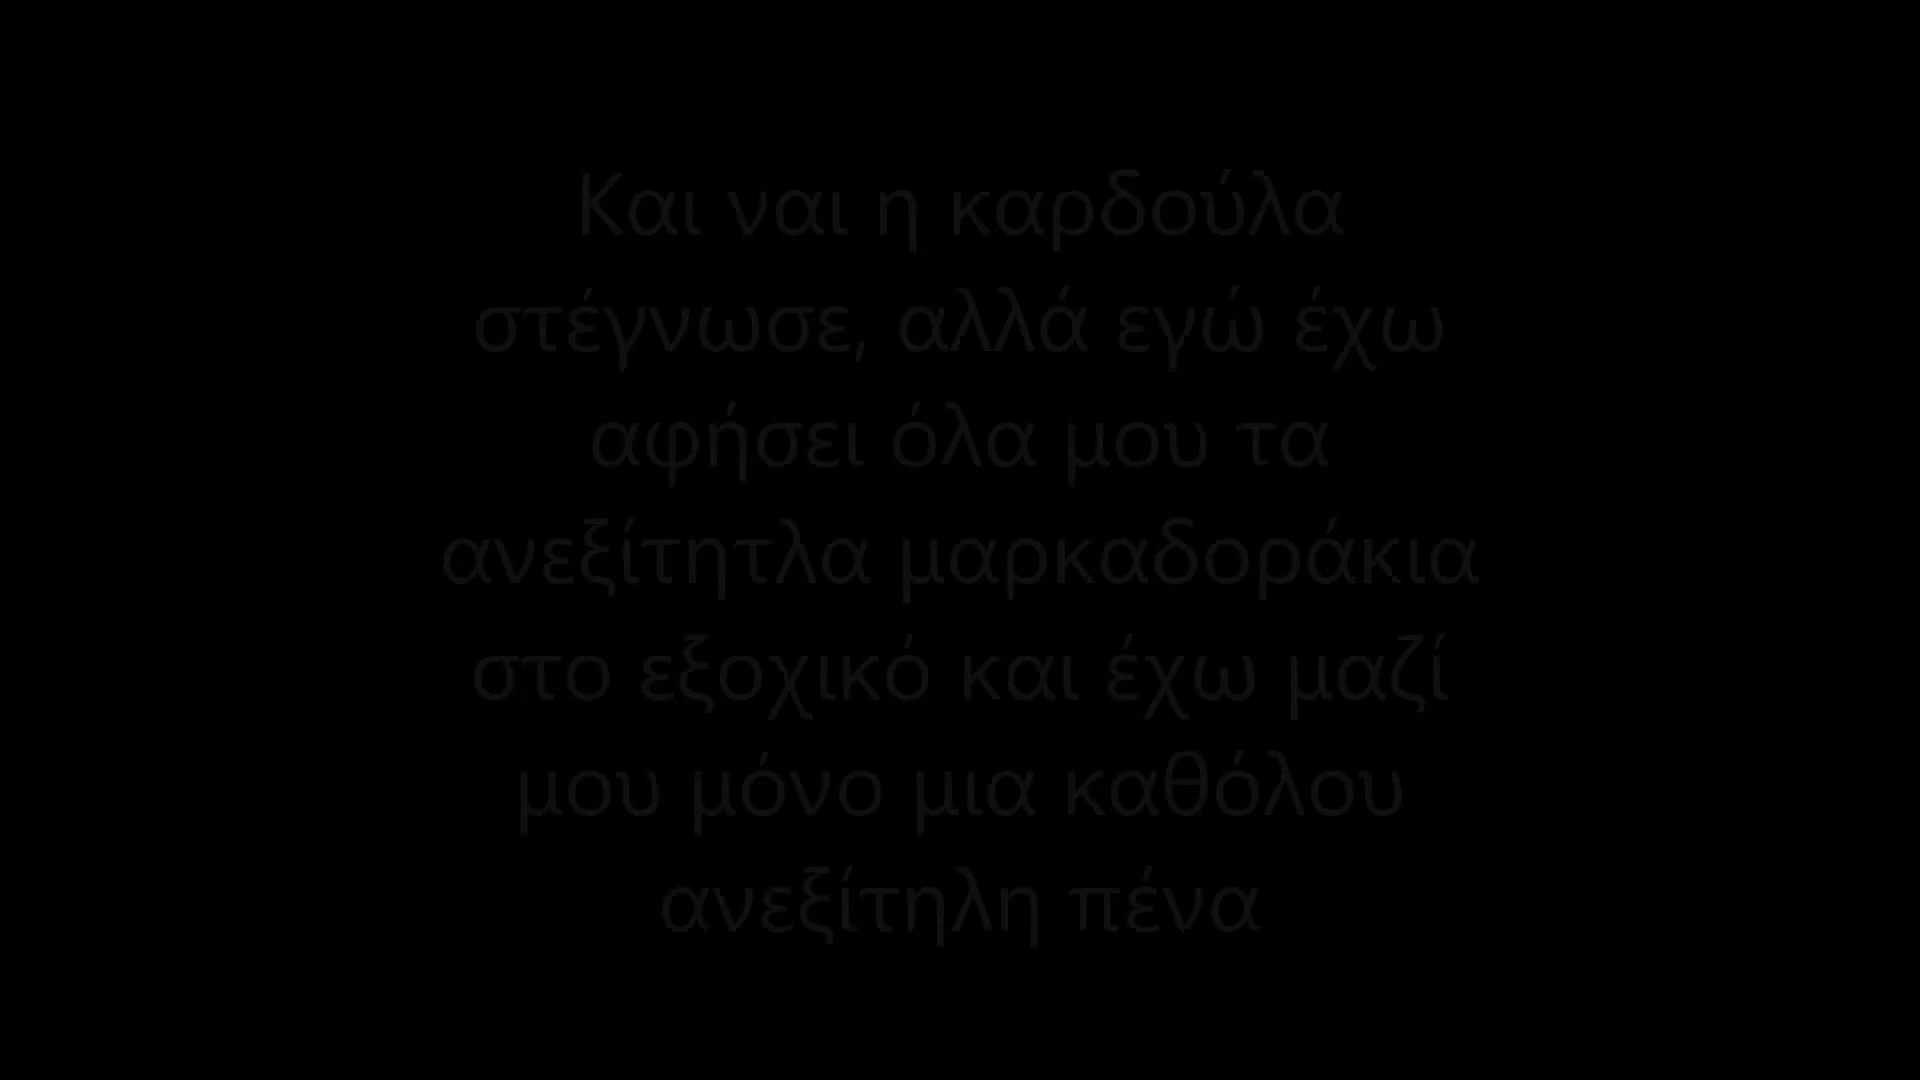 Και ναι η καρδούλα
στέγνωσε, αλλά εγώ έχω
αφήσει όλα μου τα
ανεξίτητλα μαρκαδοράκια
στο εξοχικό και έχω μαζί
μου μόνο μια καθόλου
ανεξίτηλη πένα